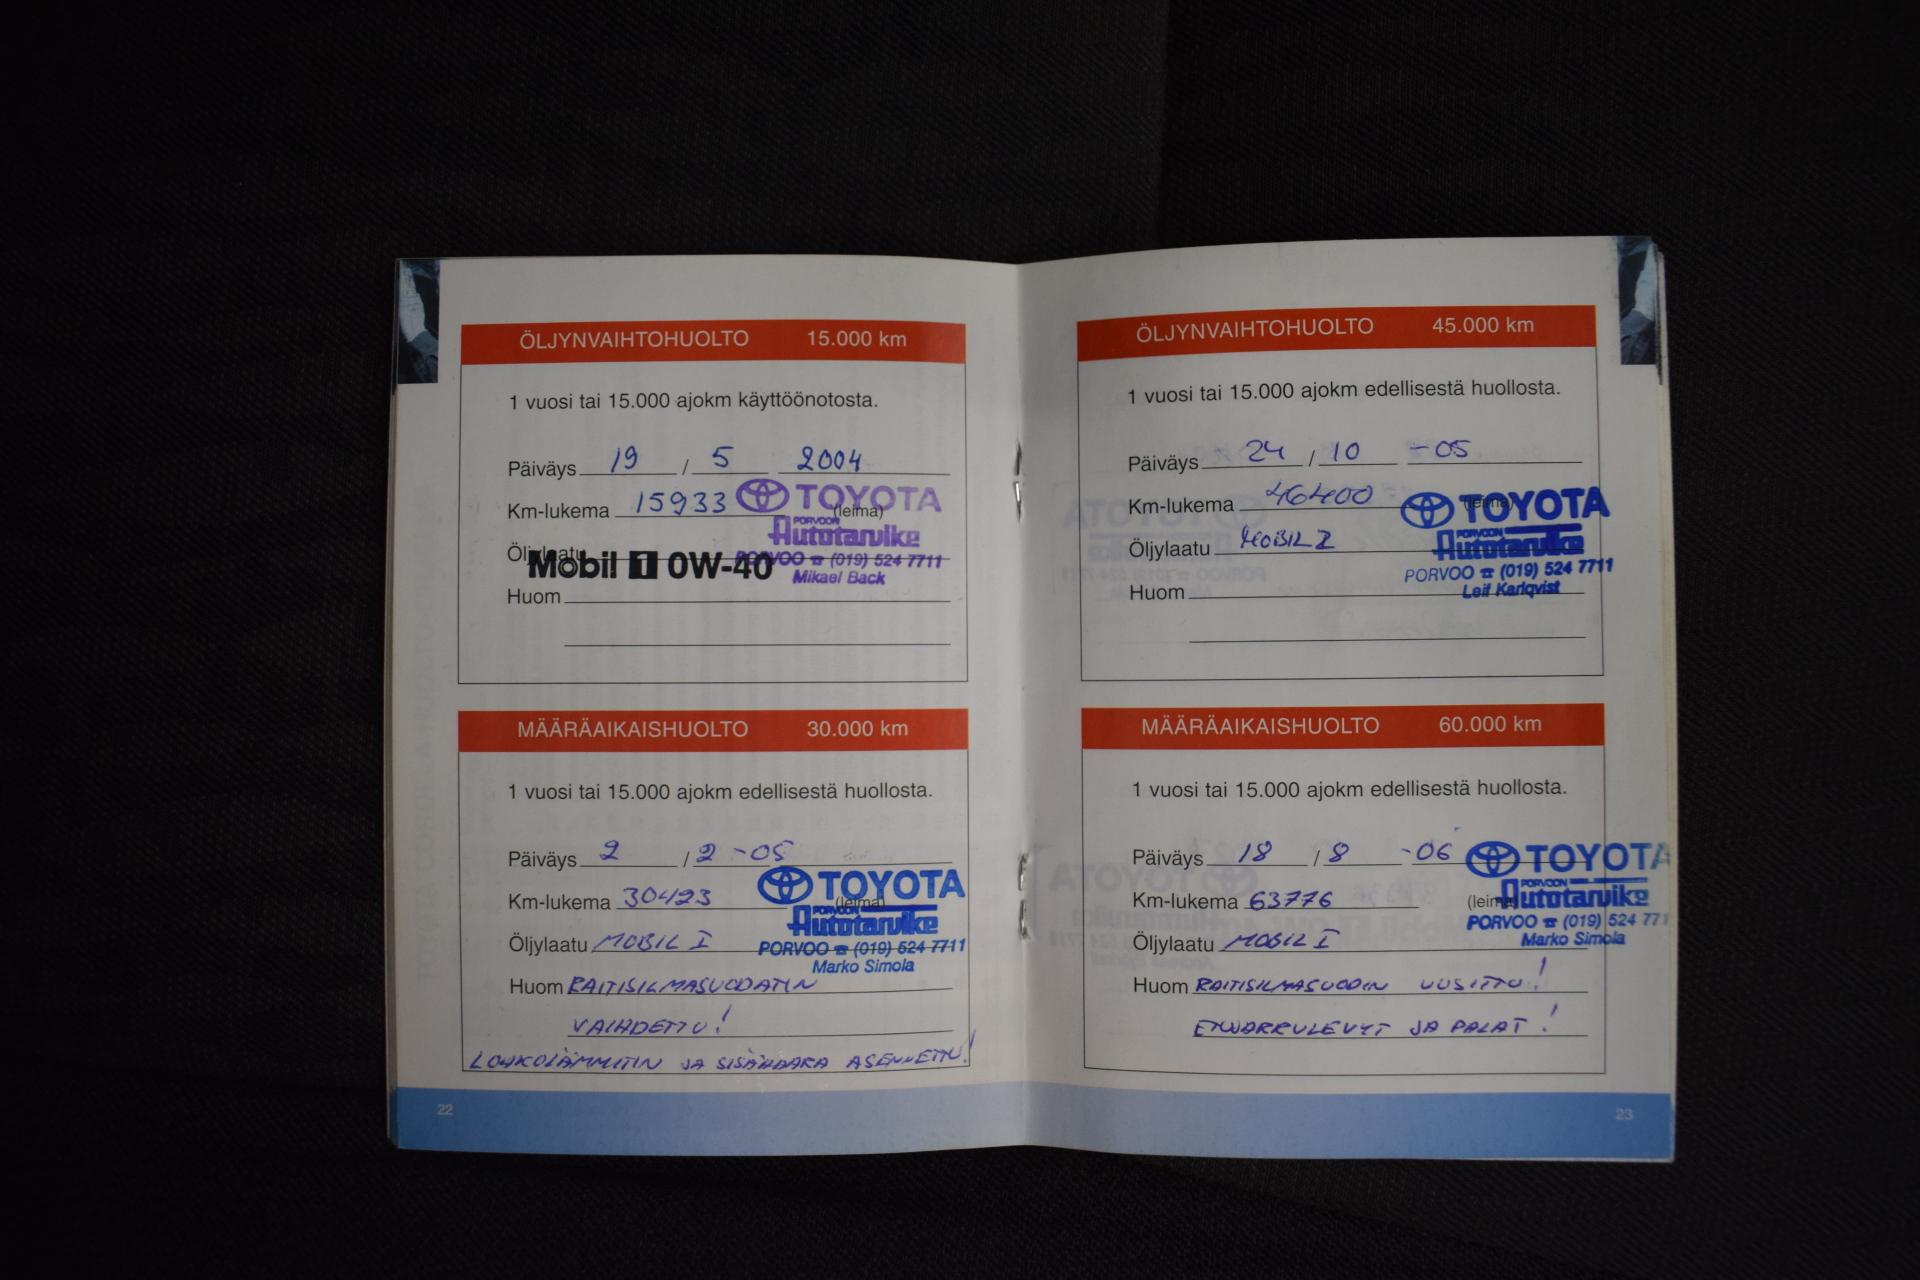 ÖLJYNVAIHTOHUOLTO 15.000 km
1 vuosi tai 15.000 ajokm käyttöönotosta.
Päiväys 19 / 5 2004
Km-lukema 15933 (leima)
TOYOTA
PORVOON
Autotarvike
Öljylaatu Mobil 1 0W-40
PORVOO ☎ (019) 524 7711
Mikael Back
Huom
MÄÄRÄAIKAISHUOLTO 30.000 km
1 vuosi tai 15.000 ajokm edellisestä huollosta.
Päiväys 2 / 2 -05
Km-lukema 30423 (leima)
TOYOTA
PORVOON
Autotarvike
Öljylaatu MOBIL I
PORVOO ☎ (019) 524 7711
Marko Simola
Huom RAITISILMASUODATIN
VAIHDETTU!
LOHKOLÄMMITIN JA SISÄHAARA ASENNETTU!
22
ÖLJYNVAIHTOHUOLTO 45.000 km
1 vuosi tai 15.000 ajokm edellisestä huollosta.
Päiväys 24 / 10 -05
Km-lukema 46400 (leima)
TOYOTA
PORVOON
Autotarvike
Öljylaatu MOBIL I
PORVOO ☎ (019) 524 7711
Leif Karlqvist
Huom
MÄÄRÄAIKAISHUOLTO 60.000 km
1 vuosi tai 15.000 ajokm edellisestä huollosta.
Päiväys 18 / 8 -06
Km-lukema 63776 (leima)
TOYOTA
PORVOON
Autotarvike
Öljylaatu MOBIL I
PORVOO ☎ (019) 524 771
Marko Simola
Huom RAITISILMASUODIN UUSITTU!
ETUJARRULEVYT JA PALAT!
23